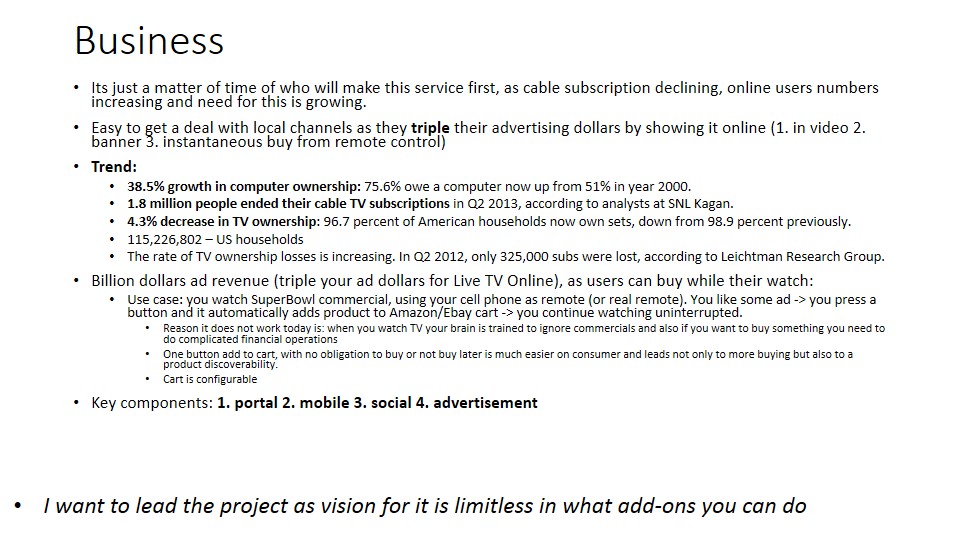 Business
• Its just a matter of time of who will make this service first, as cable subscription declining, online users numbers
increasing and need for this is growing.
• Easy to get a deal with local channels as they triple their advertising dollars by showing it online (1. in video 2.
banner 3. instantaneous buy from remote control)
• Trend:
• 38.5% growth in computer ownership: 75.6% owe a computer now up from 51% in year 2000.
• 1.8 million people ended their cable TV subscriptions in Q2 2013, according to analysts at SNL Kagan.
• 4.3% decrease in TV ownership: 96.7 percent of American households now own sets, down from 98.9 percent previously.
• 115,226,802 – US households
• The rate of TV ownership losses is increasing. In Q2 2012, only 325,000 subs were lost, according to Leichtman Research Group.
• Billion dollars ad revenue (triple your ad dollars for Live TV Online), as users can buy while their watch:
• Use case: you watch SuperBowl commercial, using your cell phone as remote (or real remote). You like some ad -> you press a
button and it automatically adds product to Amazon/Ebay cart -> you continue watching uninterrupted.
• Reason it does not work today is: when you watch TV your brain is trained to ignore commercials and also if you want to buy something you need to
do complicated financial operations
• One button add to cart, with no obligation to buy or not buy later is much easier on consumer and leads not only to more buying but also to a
product discoverability.
• Cart is configurable
• Key components: 1. portal 2. mobile 3. social 4. advertisement
• I want to lead the project as vision for it is limitless in what add-ons you can do